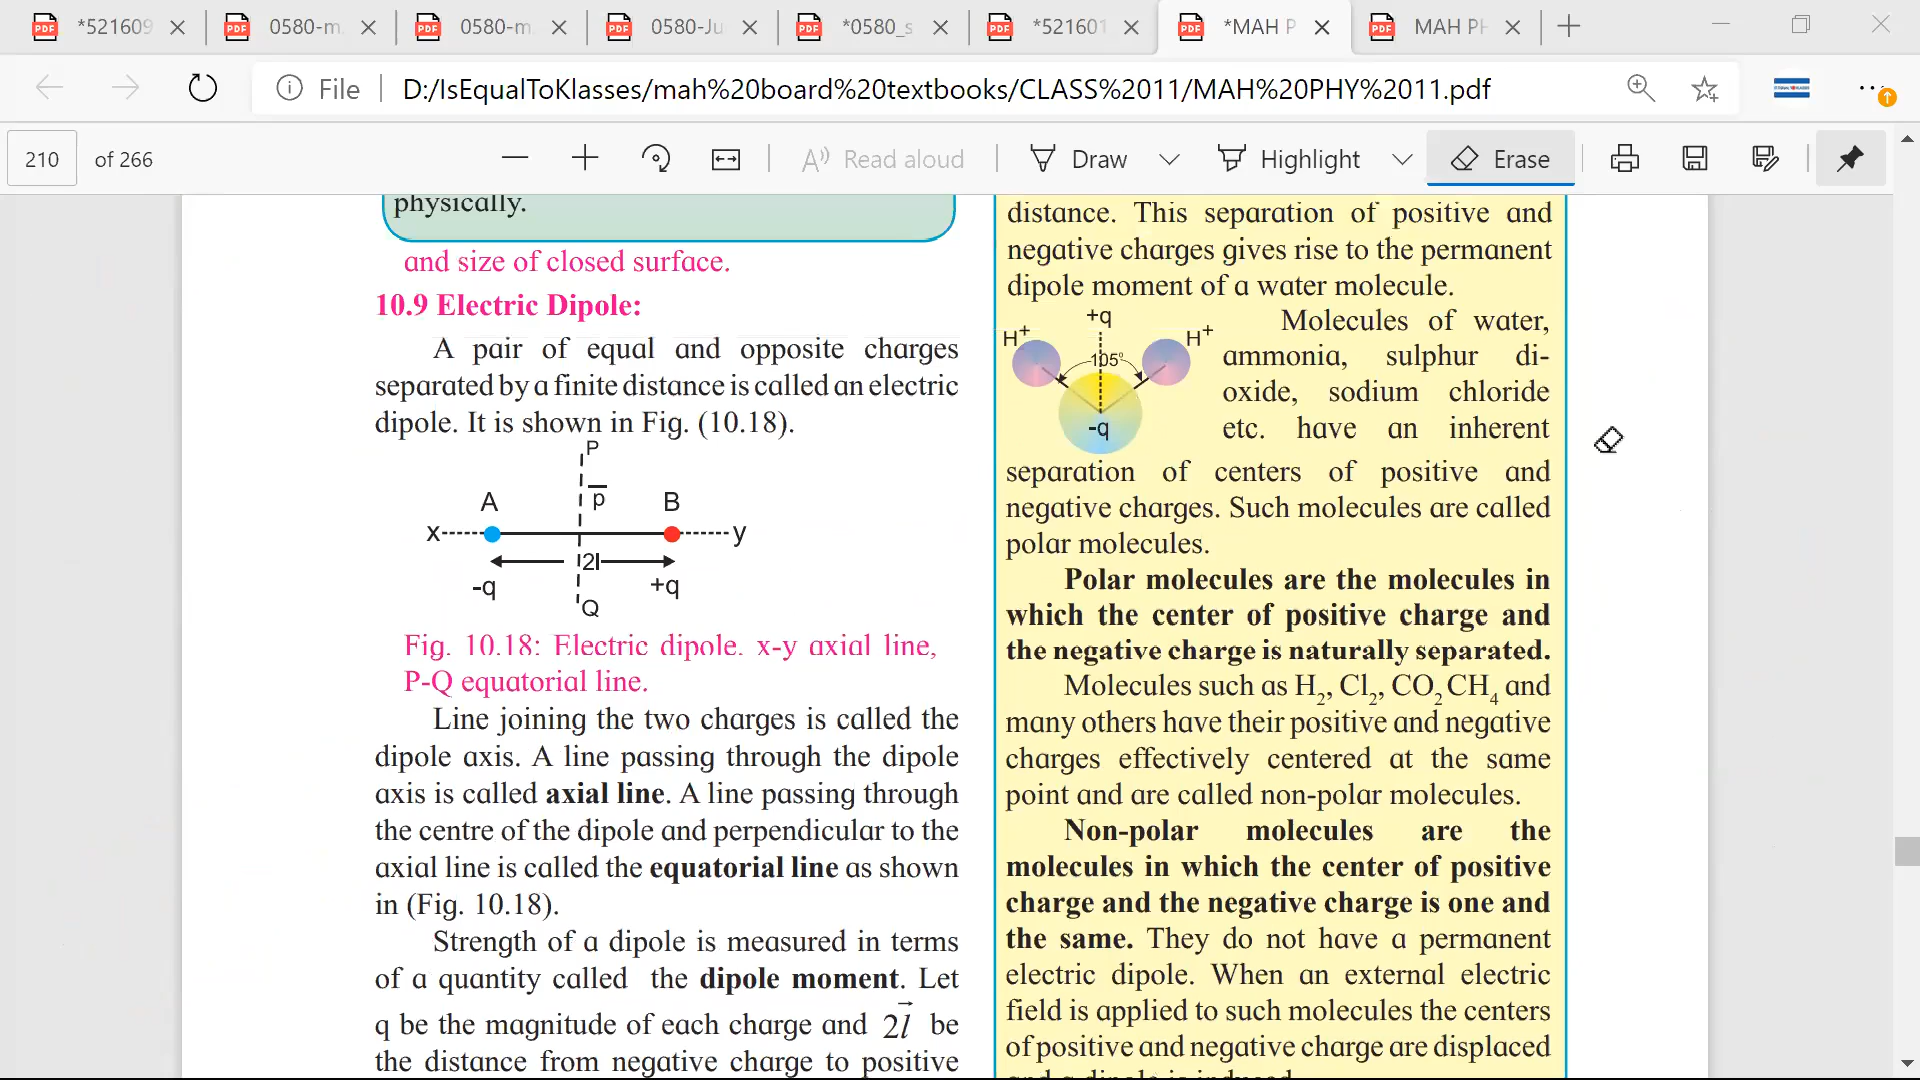 *521609
0580-m
0580-m
0580-Ju
*0580_s
*521601
*MAH P
MAH PH
File
D:/IsEqualToKlasses/mah%20board%20textbooks/CLASS%2011/MAH%20PHY%2011.pdf
210 of 266
Read aloud
Draw
Highlight
Erase
physically.
and size of closed surface.
10.9 Electric Dipole:
A pair of equal and opposite charges
separated by a finite distance is called an electric
dipole. It is shown in Fig. (10.18).
P
p
A B
x y
2l
-q +q
Q
Fig. 10.18: Electric dipole. x-y axial line,
P-Q equatorial line.
Line joining the two charges is called the
dipole axis. A line passing through the dipole
axis is called axial line. A line passing through
the centre of the dipole and perpendicular to the
axial line is called the equatorial line as shown
in (Fig. 10.18).
Strength of a dipole is measured in terms
of a quantity called the dipole moment. Let
q be the magnitude of each charge and 2l⃗ be
the distance from negative charge to positive
distance. This separation of positive and
negative charges gives rise to the permanent
dipole moment of a water molecule.
+q
H⁺ H⁺
105°
-q
Molecules of water,
ammonia, sulphur di-
oxide, sodium chloride
etc. have an inherent
separation of centers of positive and
negative charges. Such molecules are called
polar molecules.
Polar molecules are the molecules in
which the center of positive charge and
the negative charge is naturally separated.
Molecules such as H₂, Cl₂, CO₂ CH₄ and
many others have their positive and negative
charges effectively centered at the same
point and are called non-polar molecules.
Non-polar molecules are the
molecules in which the center of positive
charge and the negative charge is one and
the same. They do not have a permanent
electric dipole. When an external electric
field is applied to such molecules the centers
of positive and negative charge are displaced
and a dipole is induced.